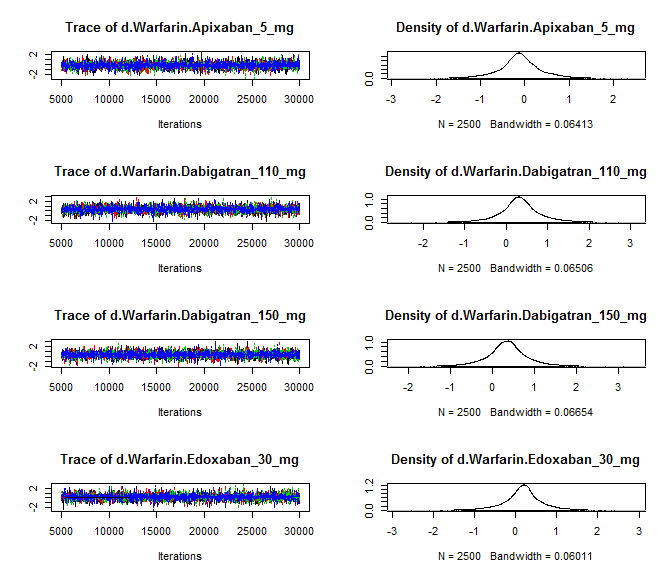 Trace of d.Warfarin.Apixaban_5_mg
-2 2
5000 10000 15000 20000 25000 30000
Iterations
Density of d.Warfarin.Apixaban_5_mg
0.0
-3 -2 -1 0 1 2
N = 2500 Bandwidth = 0.06413
Trace of d.Warfarin.Dabigatran_110_mg
-2 2
5000 10000 15000 20000 25000 30000
Iterations
Density of d.Warfarin.Dabigatran_110_mg
0.0 1.0
-2 -1 0 1 2 3
N = 2500 Bandwidth = 0.06506
Trace of d.Warfarin.Dabigatran_150_mg
-2 2
5000 10000 15000 20000 25000 30000
Iterations
Density of d.Warfarin.Dabigatran_150_mg
0.0 1.0
-2 -1 0 1 2 3
N = 2500 Bandwidth = 0.06654
Trace of d.Warfarin.Edoxaban_30_mg
-2 2
5000 10000 15000 20000 25000 30000
Iterations
Density of d.Warfarin.Edoxaban_30_mg
0.0 1.2
-3 -2 -1 0 1 2 3
N = 2500 Bandwidth = 0.06011